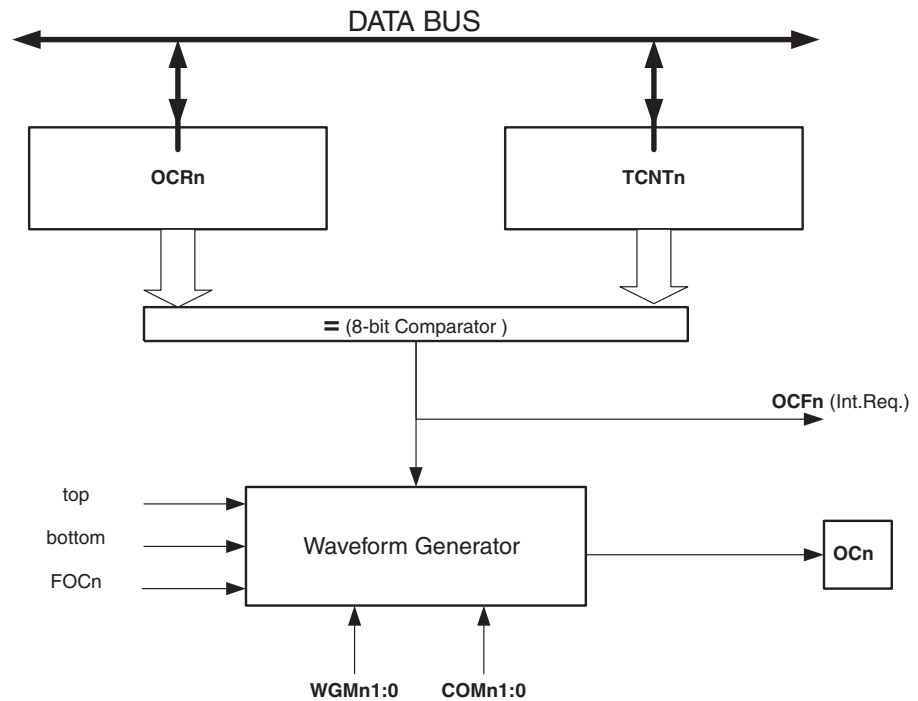 DATA BUS
OCRn
TCNTn
= (8-bit Comparator )
OCFn (Int.Req.)
top
bottom
FOCn
Waveform Generator
OCn
WGMn1:0
COMn1:0